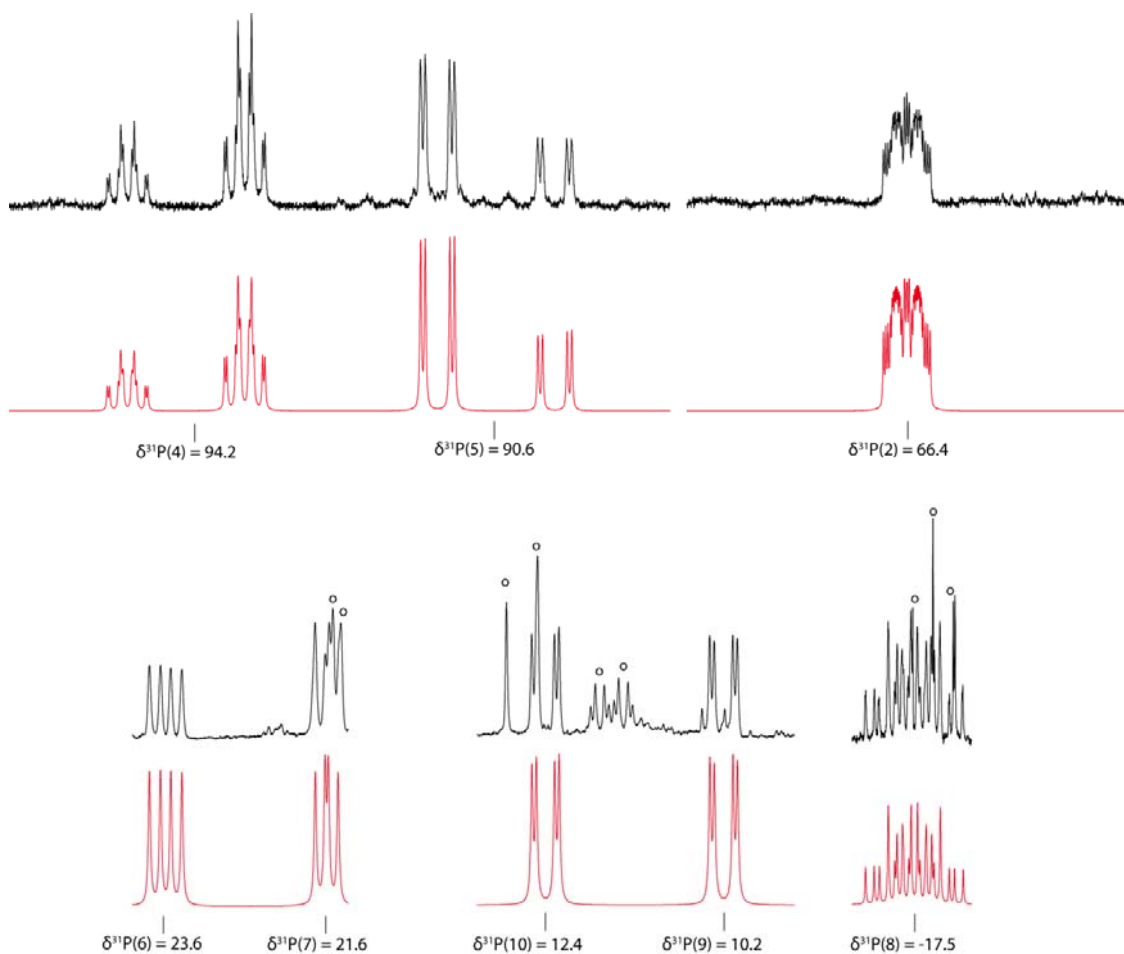 δ³¹P(4) = 94.2 δ³¹P(5) = 90.6 δ³¹P(2) = 66.4
δ³¹P(6) = 23.6 δ³¹P(7) = 21.6 δ³¹P(10) = 12.4 δ³¹P(9) = 10.2 δ³¹P(8) = -17.5